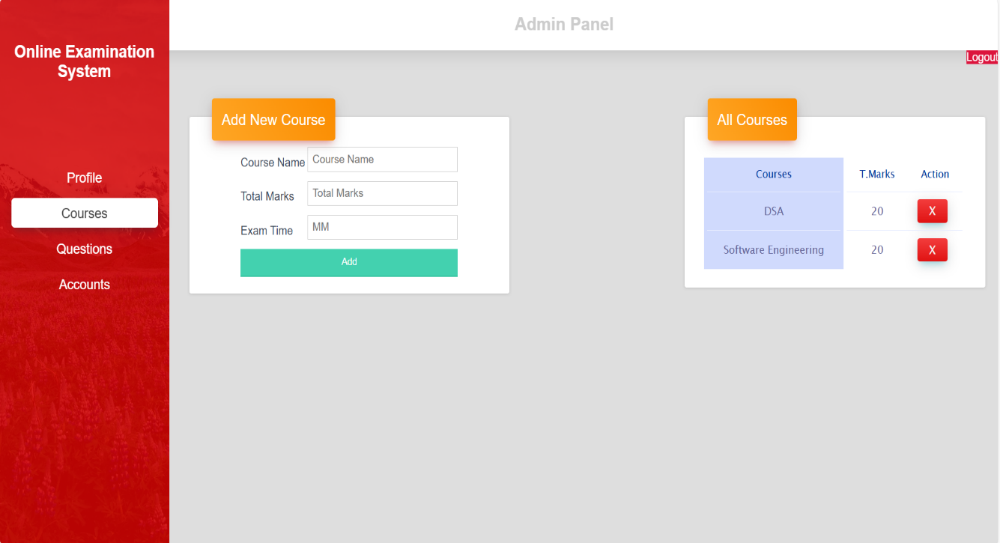 Admin Panel
Online Examination
System
Logout
Profile
Courses
Questions
Accounts
Add New Course
Course Name Course Name
Total Marks Total Marks
Exam Time MM
Add
All Courses
Courses T.Marks Action
DSA 20 X
Software Engineering 20 X